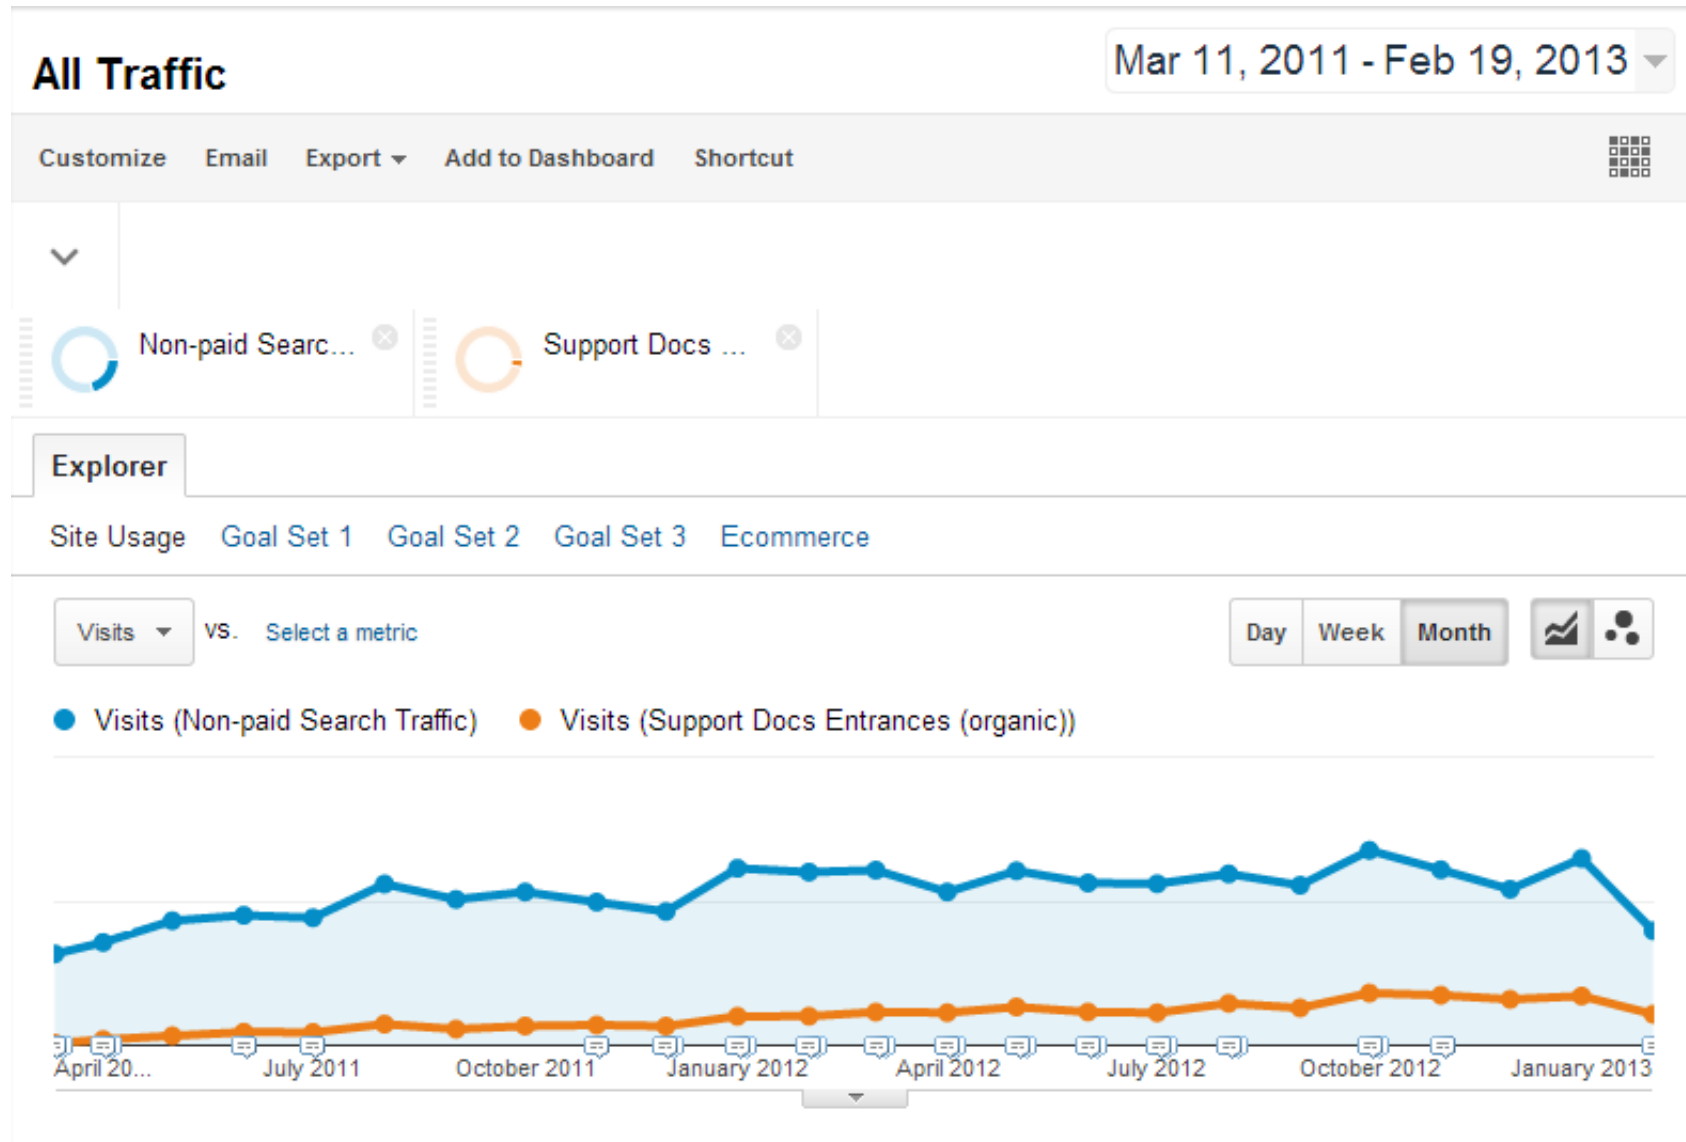 All Traffic
Mar 11, 2011 - Feb 19, 2013
Customize Email Export Add to Dashboard Shortcut
Non-paid Searc... Support Docs ...
Explorer
Site Usage Goal Set 1 Goal Set 2 Goal Set 3 Ecommerce
Visits vs. Select a metric Day Week Month
Visits (Non-paid Search Traffic) Visits (Support Docs Entrances (organic))
April 20... July 2011 October 2011 January 2012 April 2012 July 2012 October 2012 January 2013